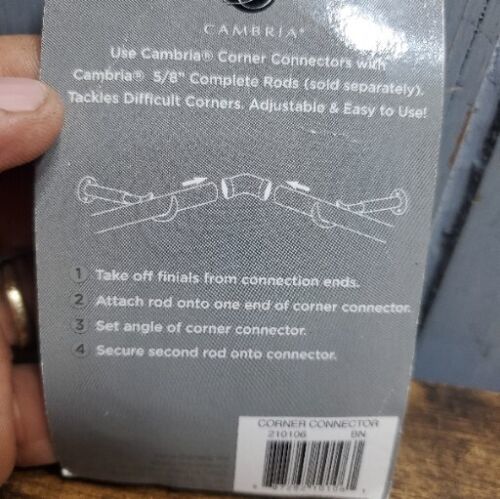 CAMBRIA®
Use Cambria® Corner Connectors with
Cambria® 5/8" Complete Rods (sold separately).
Tackles Difficult Corners. Adjustable & Easy to Use!
1 Take off finials from connection ends.
2 Attach rod onto one end of corner connector.
3 Set angle of corner connector.
4 Secure second rod onto connector.
CORNER CONNECTOR
210106 BN